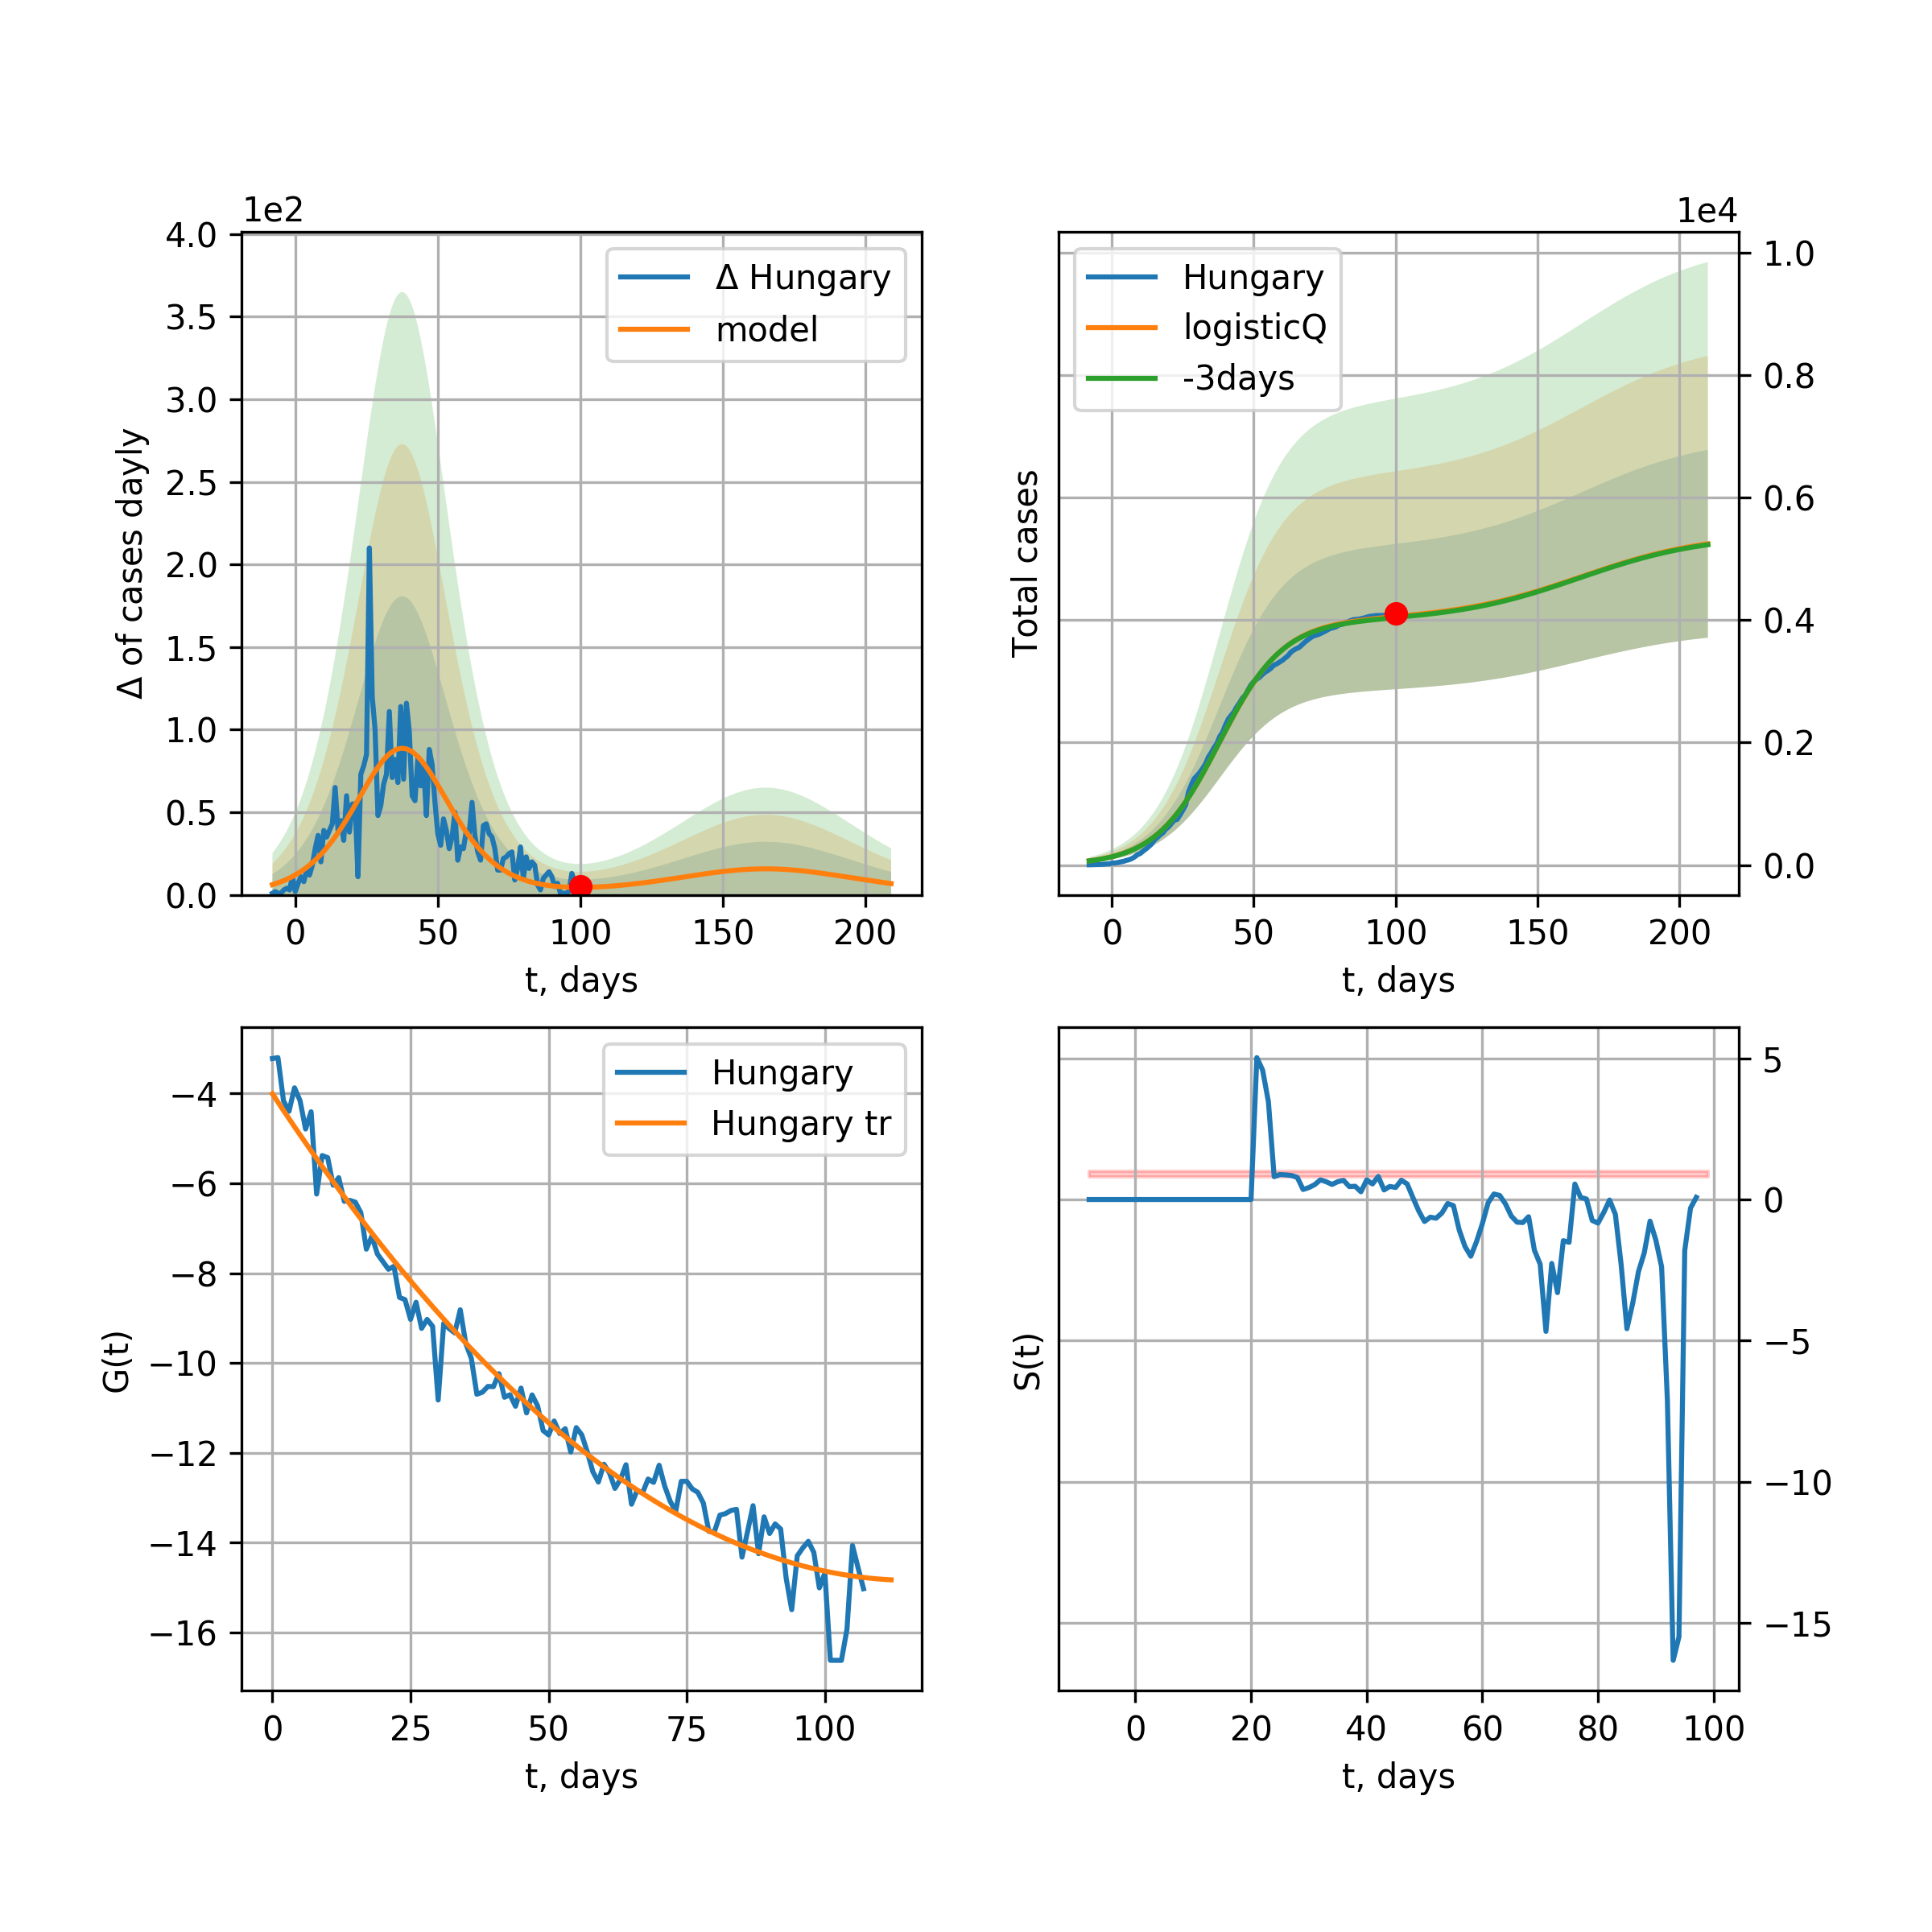 1e2
4.0
3.5
3.0
2.5
2.0
1.5
1.0
0.5
0.0
Δ of cases dayly
Δ Hungary
model
0 50 100 150 200
t, days
1e4
1.0
0.8
0.6
0.4
0.2
0.0
Total cases
Hungary
logisticQ
-3days
0 50 100 150 200
t, days
−4
−6
−8
−10
−12
−14
−16
G(t)
Hungary
Hungary tr
0 25 50 75 100
t, days
S(t)
5
0
−5
−10
−15
0 20 40 60 80 100
t, days